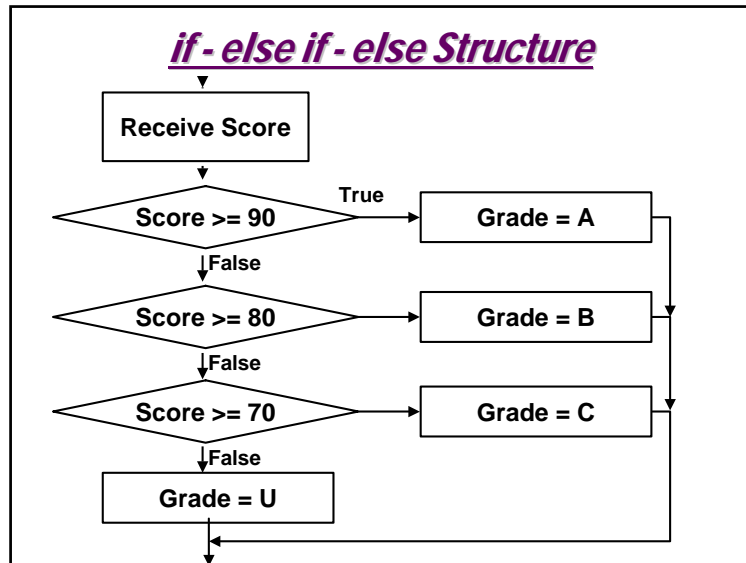 if - else if - else Structure
Receive Score
True
Score >= 90
Grade = A
False
Score >= 80
Grade = B
False
Score >= 70
Grade = C
False
Grade = U